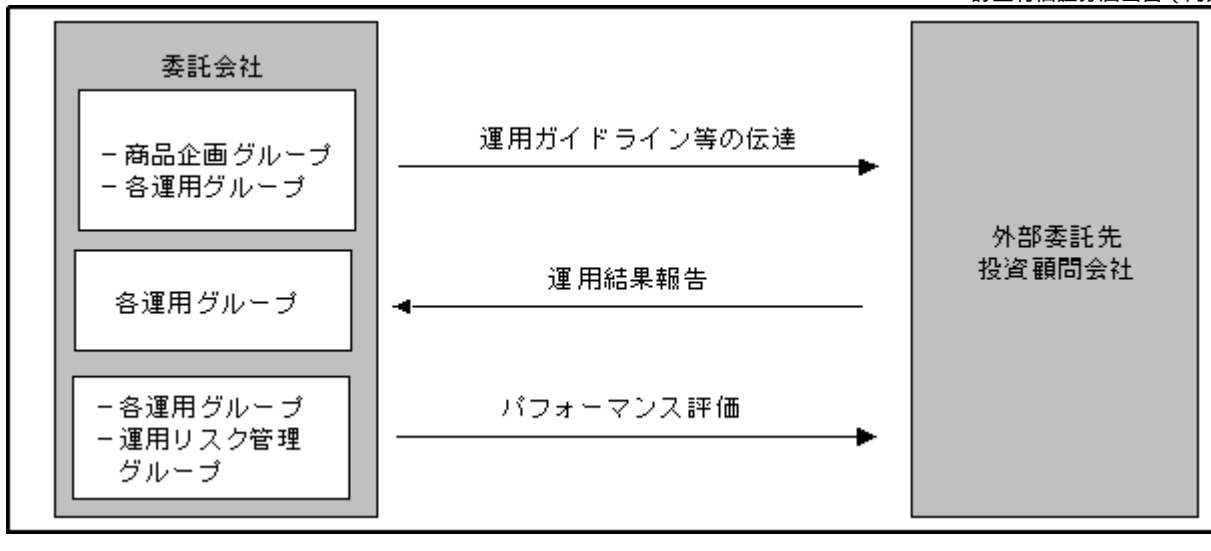 委託会社
－商品企画グループ
－各運用グループ
運用ガイドライン等の伝達
各運用グループ
運用結果報告
－各運用グループ
－運用リスク管理
グループ
パフォーマンス評価
外部委託先
投資顧問会社